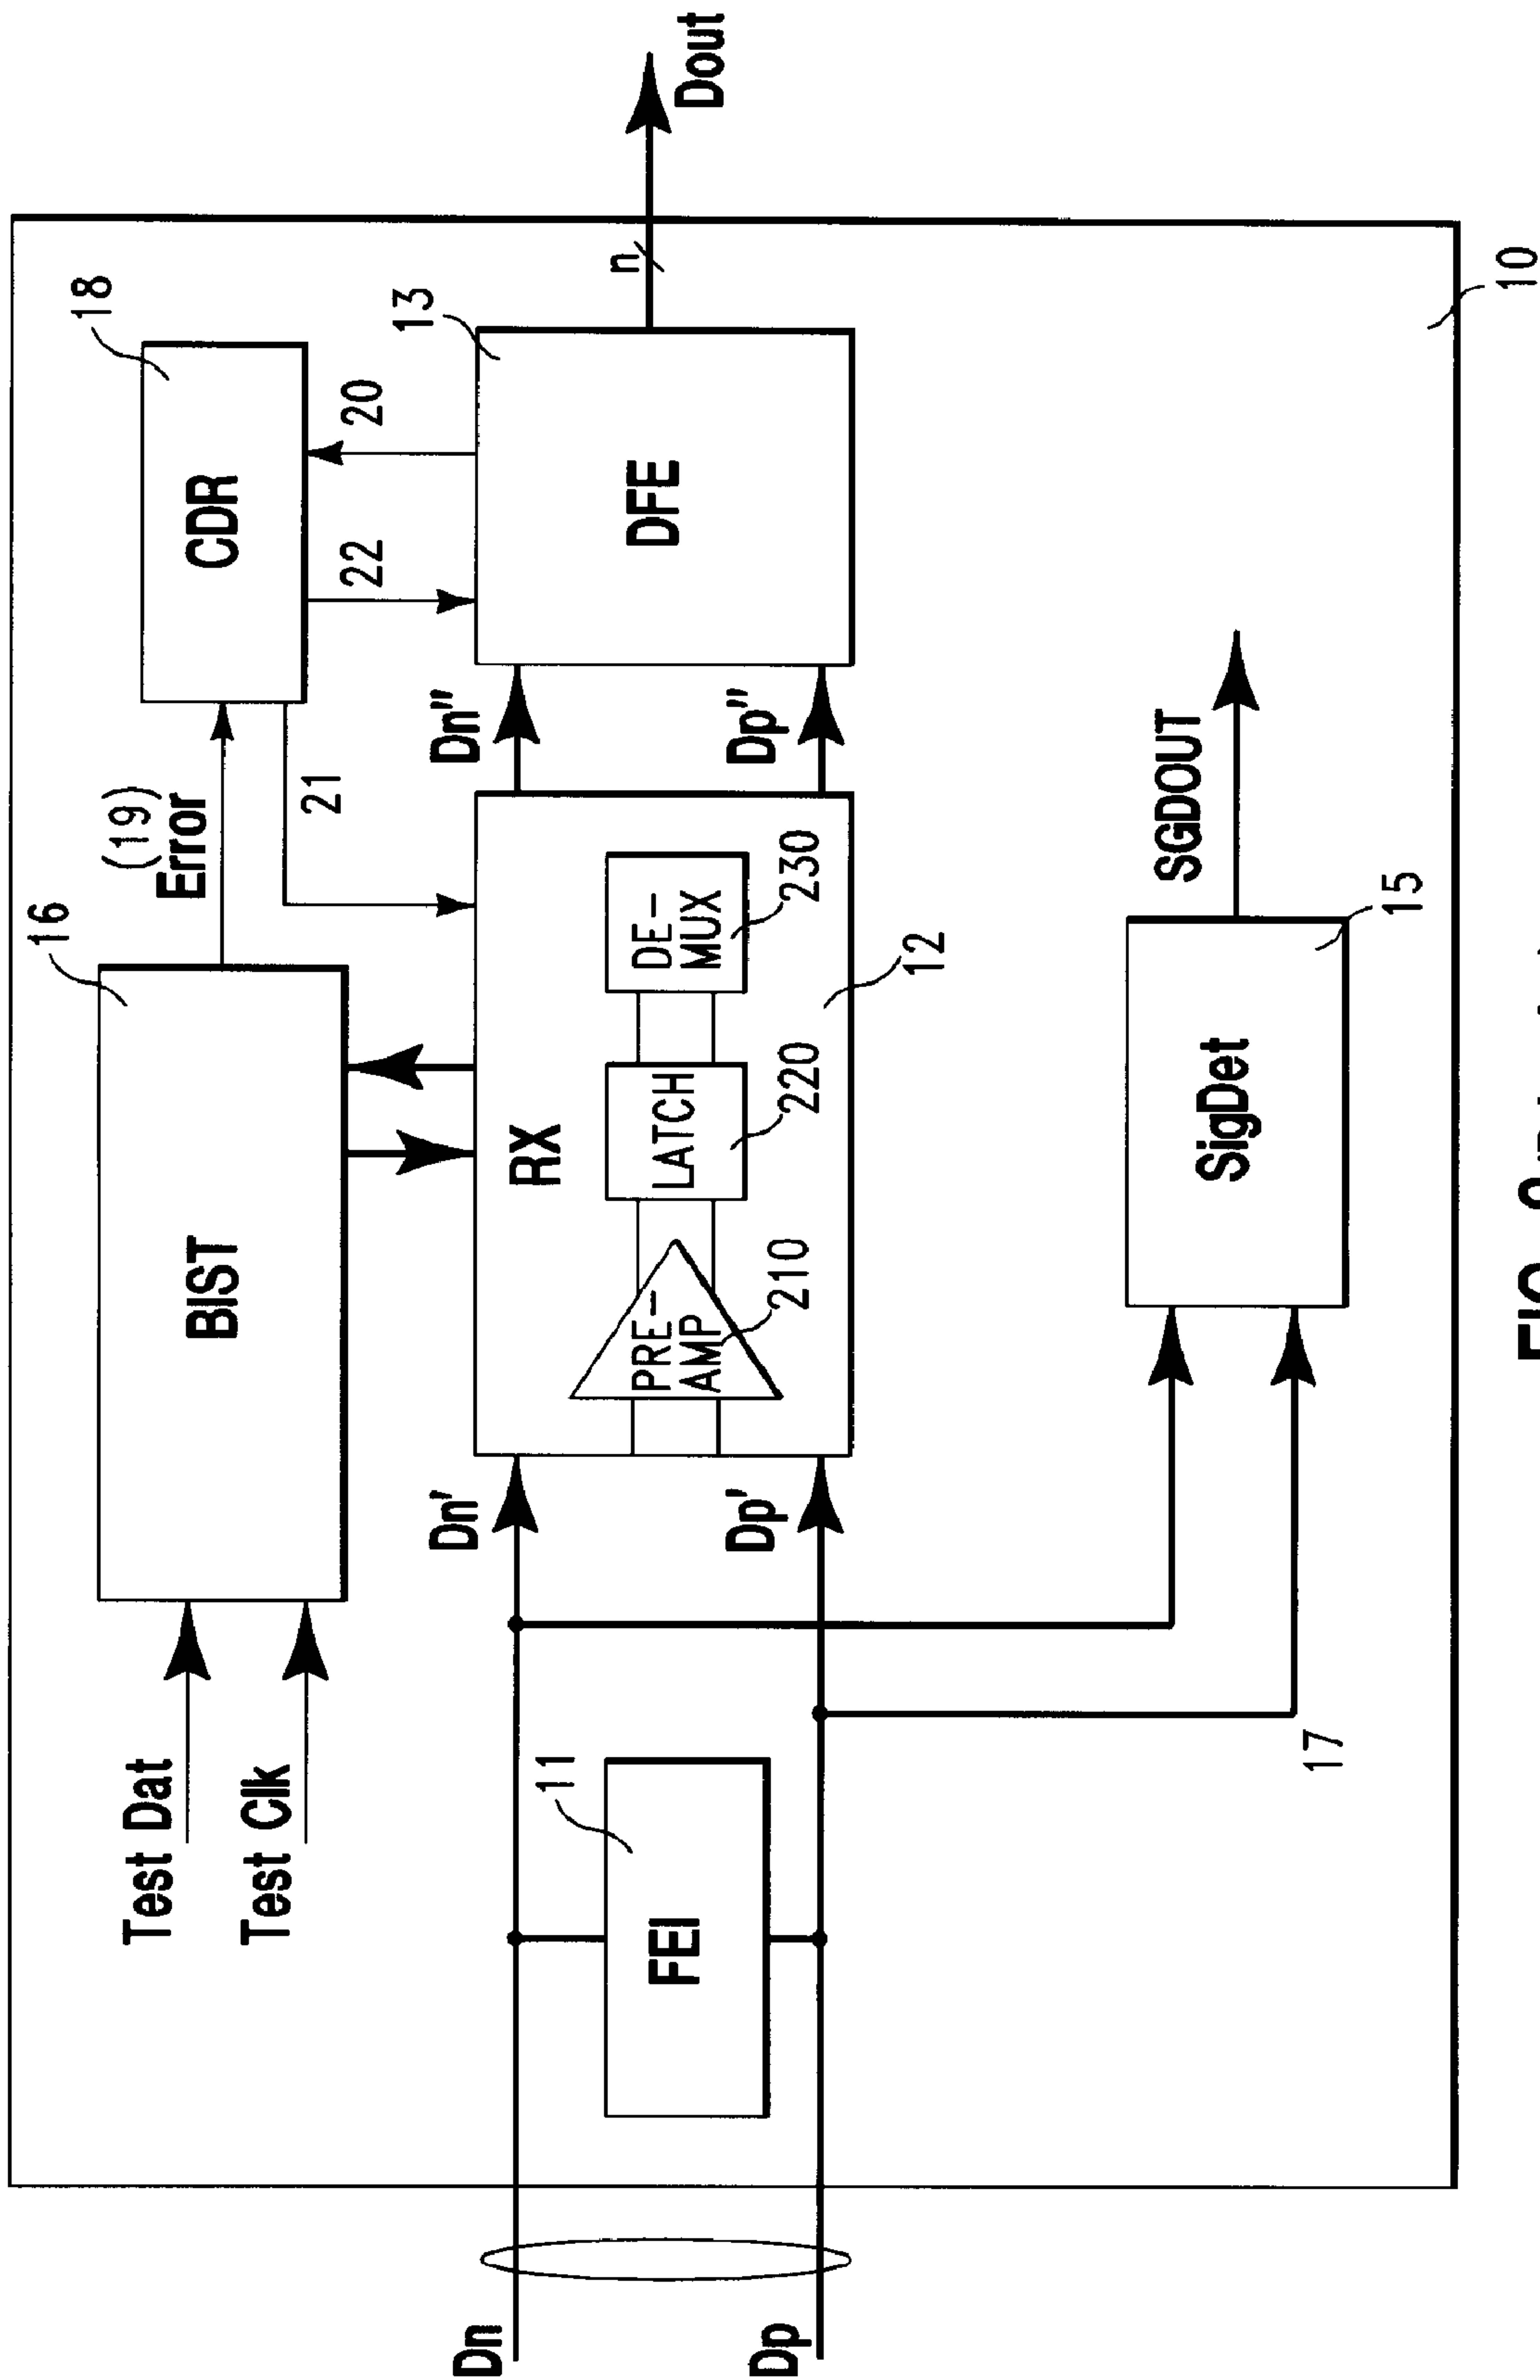 18
CDR
(19)
Error
16
BIST
Test Dat
Test Clk
20
22
21
13
DFE
n
Dout
Dn
Dp
11
FEI
Dn'
Dp'
RX
PRE-
AMP
210
LATCH
220
DE-
MUX
230
12
Dn''
Dp''
17
SigDet
15
SGDOUT
10